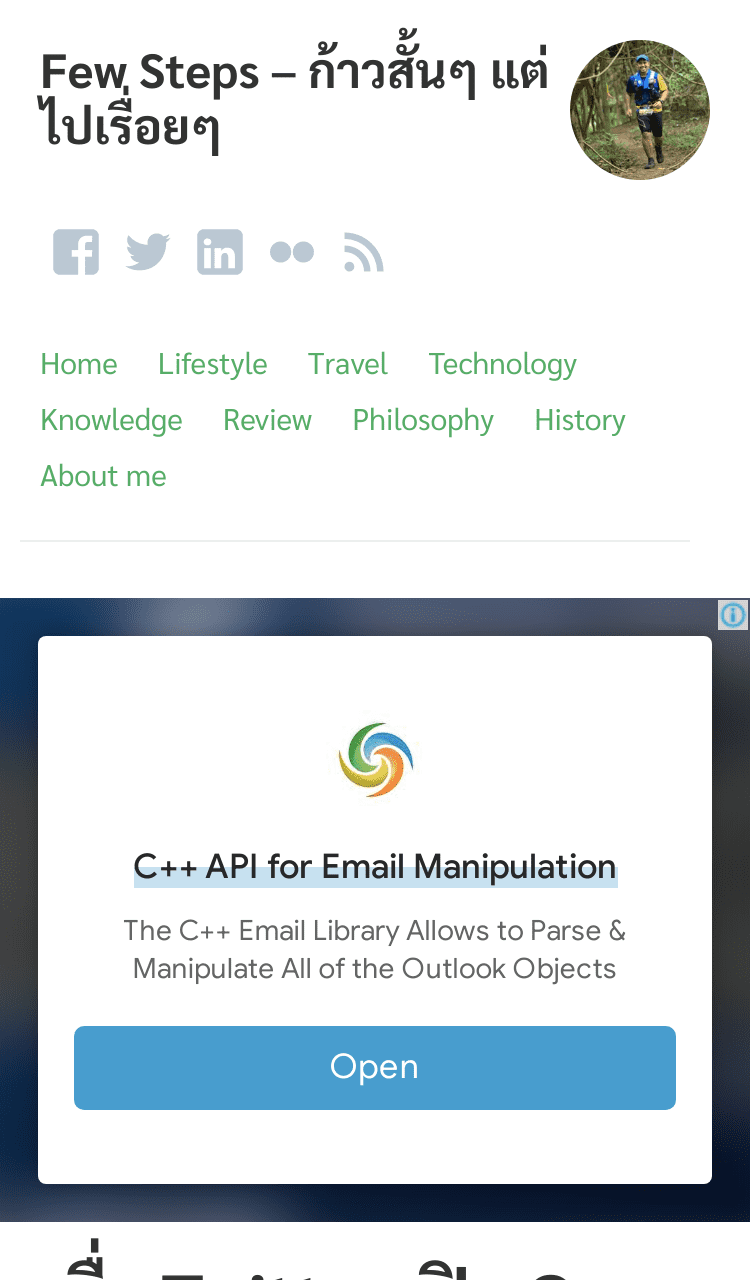 Few Steps – ก้าวสั้นๆ แต่
ไปเรื่อยๆ
Home Lifestyle Travel Technology
Knowledge Review Philosophy History
About me
C++ API for Email Manipulation
The C++ Email Library Allows to Parse &
Manipulate All of the Outlook Objects
Open